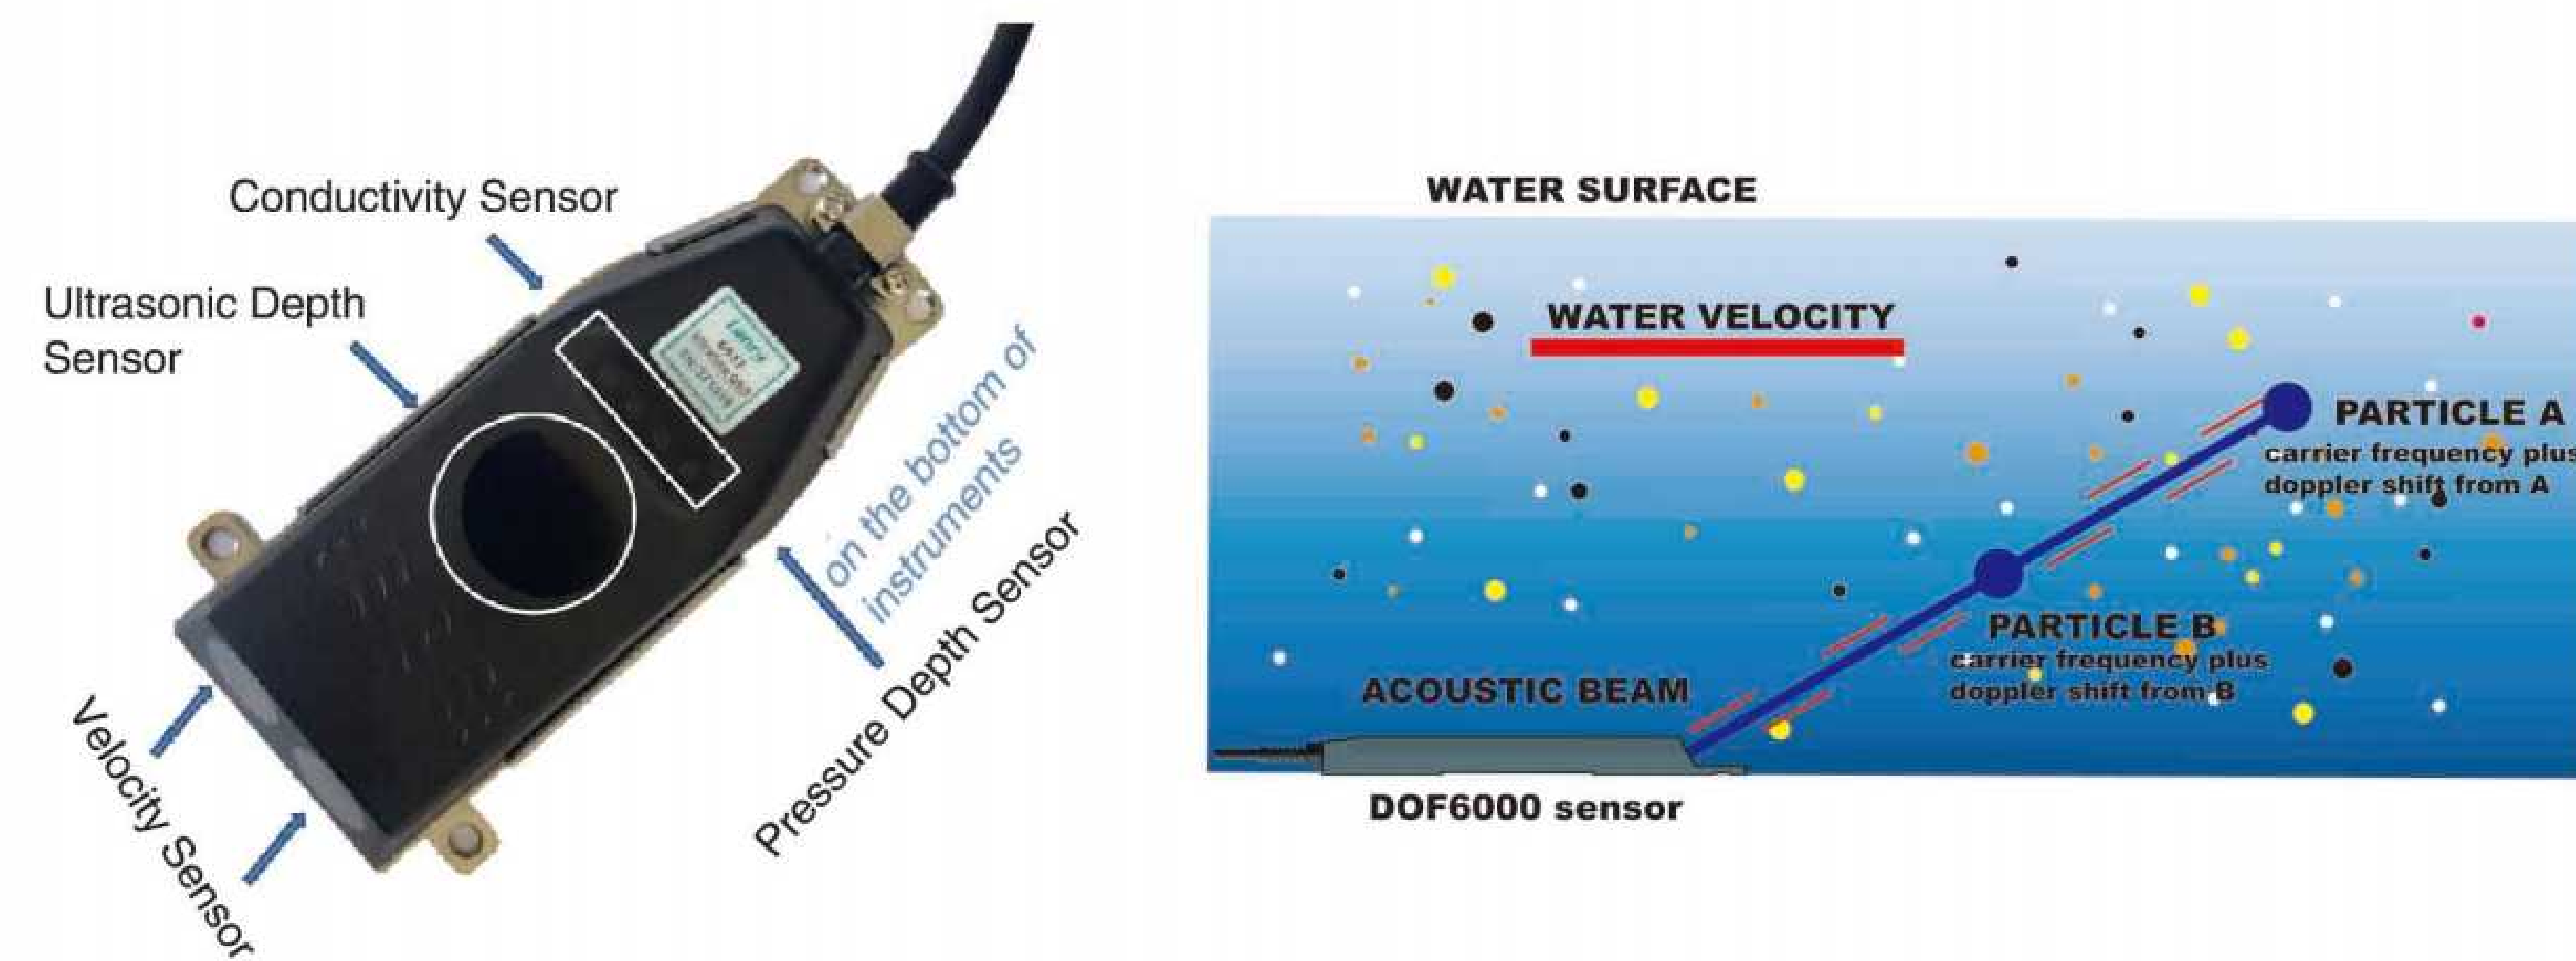 Conductivity Sensor
Ultrasonic Depth
Sensor
on the bottom of
instruments
Pressure Depth Sensor
Velocity Sensor
WATER SURFACE
WATER VELOCITY
PARTICLE A
carrier frequency plus
doppler shift from A
PARTICLE B
carrier frequency plus
doppler shift from B
ACOUSTIC BEAM
DOF6000 sensor